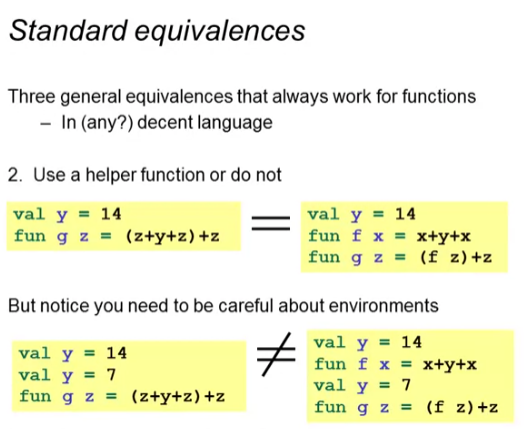 Standard equivalences
Three general equivalences that always work for functions
– In (any?) decent language
2. Use a helper function or do not
val y = 14
fun g z = (z+y+z)+z
=
val y = 14
fun f x = x+y+x
fun g z = (f z)+z
But notice you need to be careful about environments
val y = 14
val y = 7
fun g z = (z+y+z)+z
≠
val y = 14
fun f x = x+y+x
val y = 7
fun g z = (f z)+z